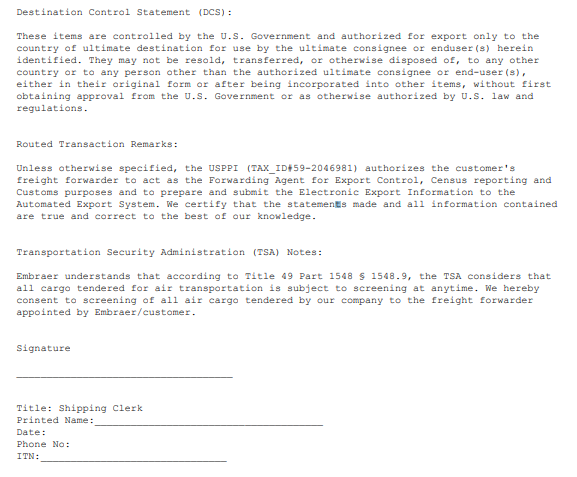 Destination Control Statement (DCS):
These items are controlled by the U.S. Government and authorized for export only to the
country of ultimate destination for use by the ultimate consignee or enduser(s) herein
identified. They may not be resold, transferred, or otherwise disposed of, to any other
country or to any person other than the authorized ultimate consignee or end-user(s),
either in their original form or after being incorporated into other items, without first
obtaining approval from the U.S. Government or as otherwise authorized by U.S. law and
regulations.
Routed Transaction Remarks:
Unless otherwise specified, the USPPI (TAX_ID#59-2046981) authorizes the customer's
freight forwarder to act as the Forwarding Agent for Export Control, Census reporting and
Customs purposes and to prepare and submit the Electronic Export Information to the
Automated Export System. We certify that the statements made and all information contained
are true and correct to the best of our knowledge.
Transportation Security Administration (TSA) Notes:
Embraer understands that according to Title 49 Part 1548 § 1548.9, the TSA considers that
all cargo tendered for air transportation is subject to screening at anytime. We hereby
consent to screening of all air cargo tendered by our company to the freight forwarder
appointed by Embraer/customer.
Signature
Title: Shipping Clerk
Printed Name:
Date:
Phone No:
ITN: